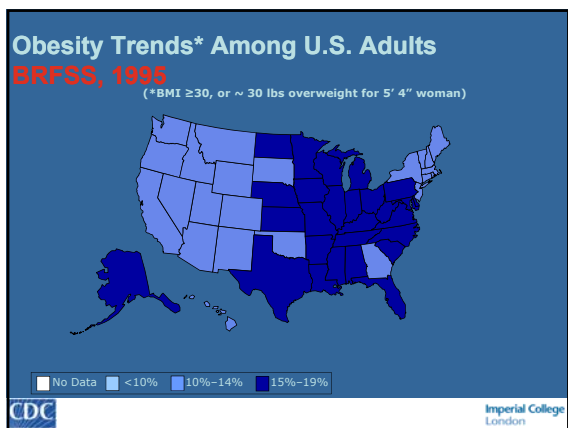 Obesity Trends* Among U.S. Adults
BRFSS, 1995
(*BMI ≥30, or ~ 30 lbs overweight for 5’ 4” woman)
No Data <10% 10%–14% 15%–19%
CDC
Imperial College
London